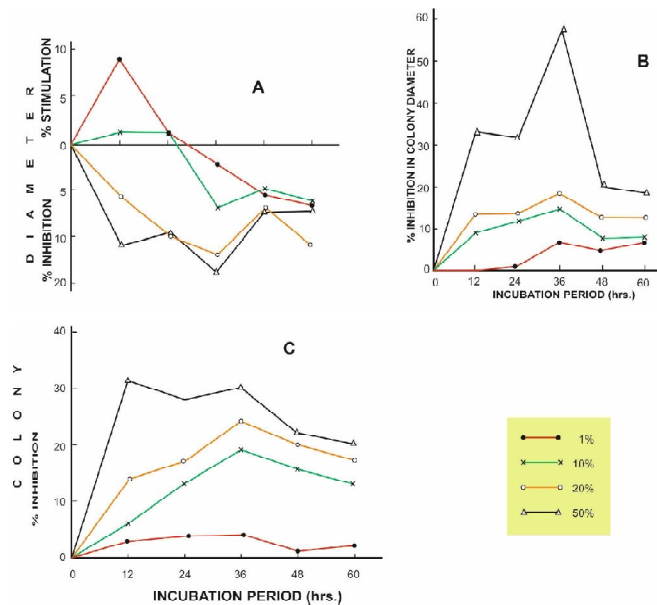 A
% STIMULATION
10
5
0
5
10
20
% INHIBITION
D I A M E T E R
B
% INHIBITION IN COLONY DIAMETER
60
50
40
30
20
10
0
0 12 24 36 48 60
INCUBATION PERIOD (hrs.)
C
C O L O N Y
% INHIBITION
40
30
20
10
0
0 12 24 36 48 60
INCUBATION PERIOD (hrs.)
1%
10%
20%
50%